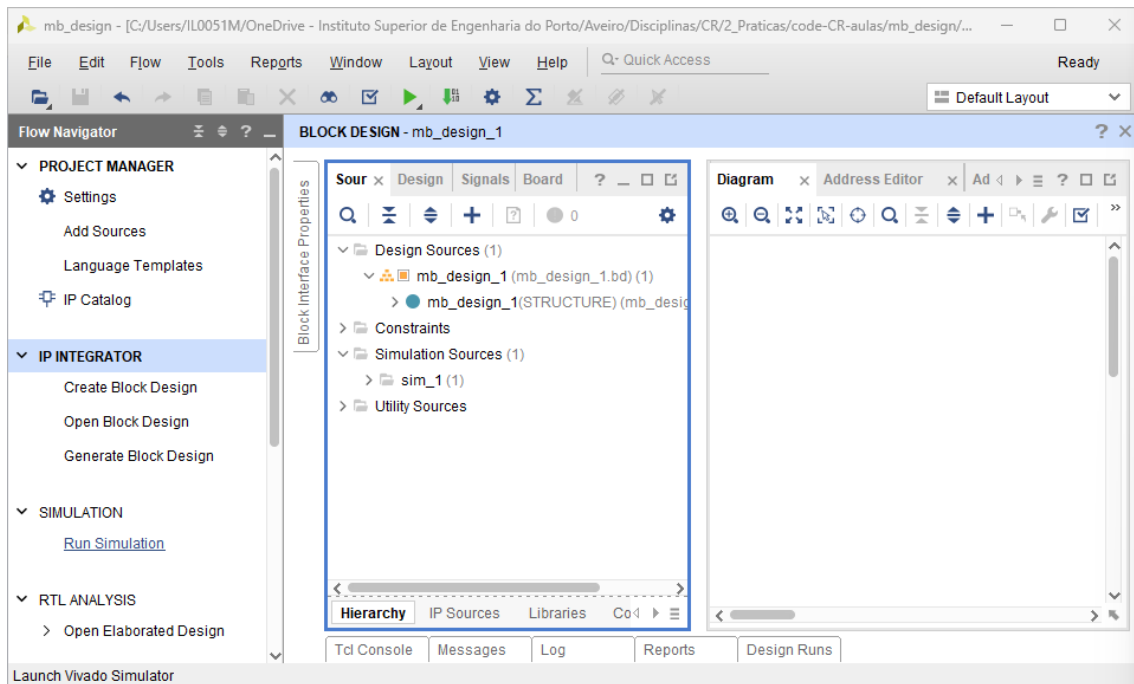 mb_design - [C:/Users/IL0051M/OneDrive - Instituto Superior de Engenharia do Porto/Aveiro/Disciplinas/CR/2_Praticas/code-CR-aulas/mb_design/...
File Edit Flow Tools Reports Window Layout View Help Quick Access Ready
Default Layout
Flow Navigator
BLOCK DESIGN - mb_design_1
PROJECT MANAGER
Settings
Add Sources
Language Templates
IP Catalog
IP INTEGRATOR
Create Block Design
Open Block Design
Generate Block Design
SIMULATION
Run Simulation
RTL ANALYSIS
Open Elaborated Design
Block Interface Properties
Sour Design Signals Board
0
Design Sources (1)
mb_design_1 (mb_design_1.bd) (1)
mb_design_1(STRUCTURE) (mb_desig
Constraints
Simulation Sources (1)
sim_1 (1)
Utility Sources
Hierarchy IP Sources Libraries Co
Diagram Address Editor Ad
Tcl Console Messages Log Reports Design Runs
Launch Vivado Simulator